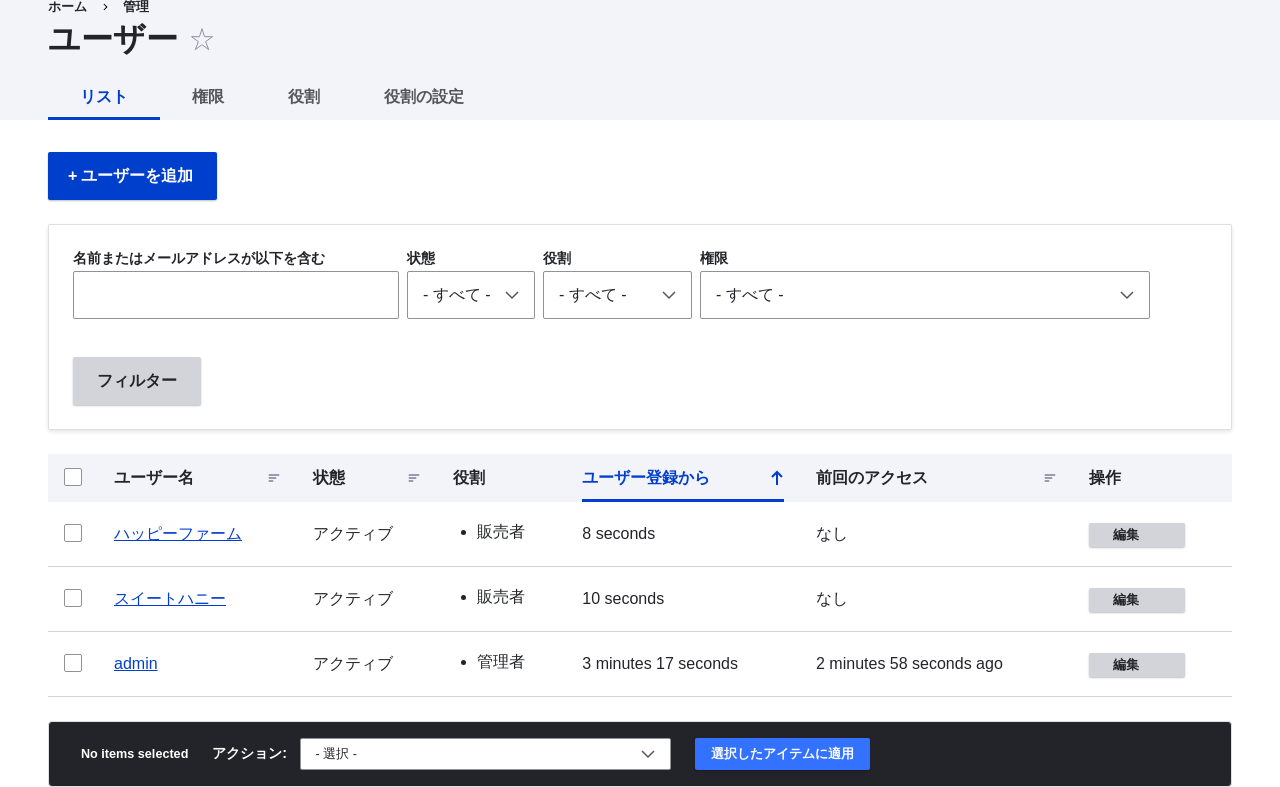 ホーム 管理
ユーザー
リスト 権限 役割 役割の設定
+ ユーザーを追加
名前またはメールアドレスが以下を含む 状態 役割 権限
- すべて - - すべて - - すべて -
フィルター
ユーザー名 状態 役割 ユーザー登録から 前回のアクセス 操作
ハッピーファーム アクティブ 販売者 8 seconds なし 編集
スイートハニー アクティブ 販売者 10 seconds なし 編集
admin アクティブ 管理者 3 minutes 17 seconds 2 minutes 58 seconds ago 編集
No items selected アクション: - 選択 - 選択したアイテムに適用